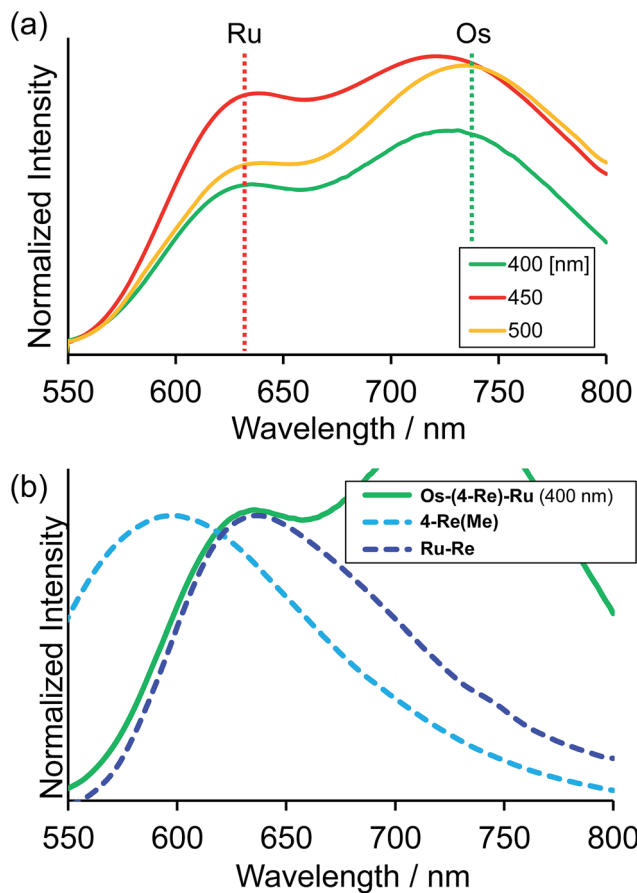 (a)
Ru
Os
Normalized Intensity
400 [nm]
450
500
550 600 650 700 750 800
Wavelength / nm
(b)
Normalized Intensity
Os-(4-Re)-Ru (400 nm)
4-Re(Me)
Ru-Re
550 600 650 700 750 800
Wavelength / nm